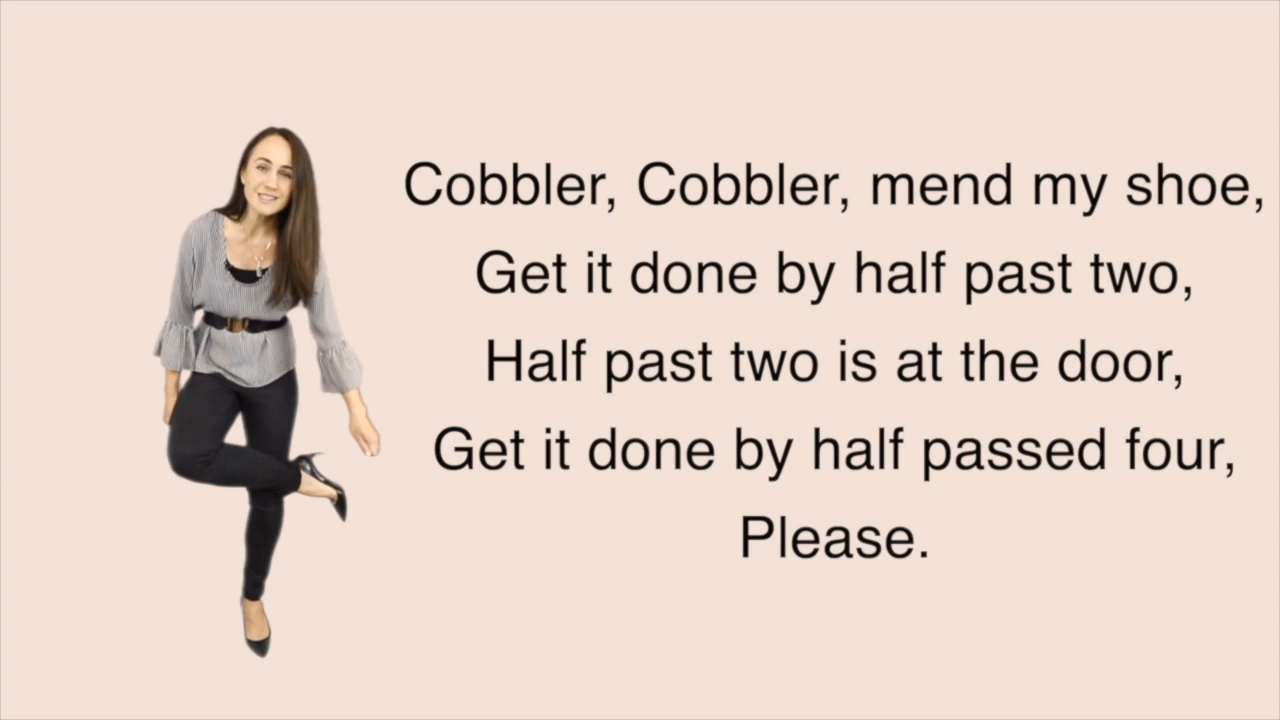 Cobbler, Cobbler, mend my shoe,
Get it done by half past two,
Half past two is at the door,
Get it done by half passed four,
Please.